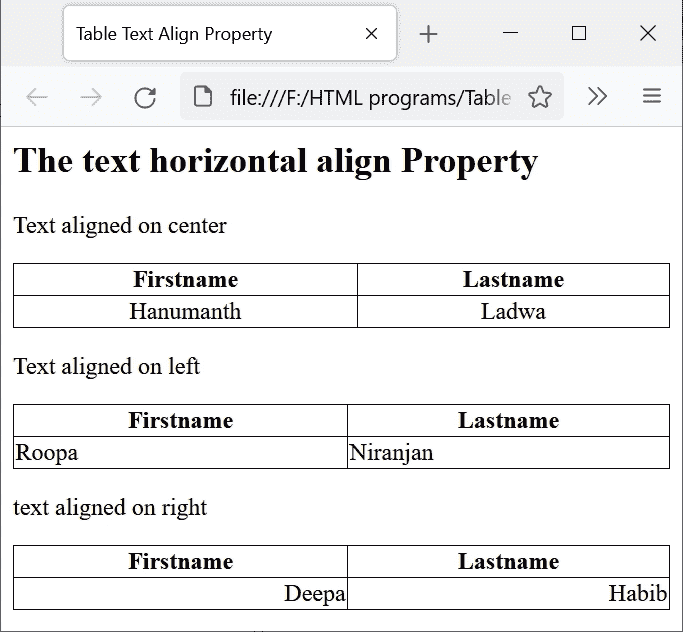 Table Text Align Property
file:///F:/HTML programs/Table
The text horizontal align Property
Text aligned on center
Firstname Lastname
Hanumanth Ladwa
Text aligned on left
Firstname Lastname
Roopa Niranjan
text aligned on right
Firstname Lastname
Deepa Habib